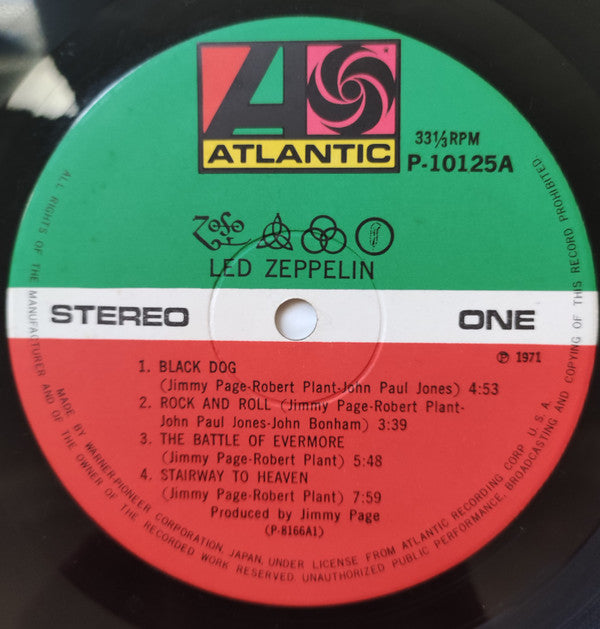 ATLANTIC
33 1/3 RPM
P-10125A
LED ZEPPELIN
STEREO
ONE
℗ 1971
1. BLACK DOG
(Jimmy Page-Robert Plant-John Paul Jones) 4:53
2. ROCK AND ROLL (Jimmy Page-Robert Plant-
John Paul Jones-John Bonham) 3:39
3. THE BATTLE OF EVERMORE
(Jimmy Page-Robert Plant) 5:48
4. STAIRWAY TO HEAVEN
(Jimmy Page-Robert Plant) 7:59
Produced by Jimmy Page
(P-8166A1)
MADE BY WARNER-PIONEER CORPORATION, JAPAN, UNDER LICENSE FROM ATLANTIC RECORDING CORP. U.S.A.
ALL RIGHTS OF THE MANUFACTURER AND OF THE OWNER OF THE RECORDED WORK RESERVED. UNAUTHORIZED PUBLIC PERFORMANCE, BROADCASTING AND COPYING OF THIS RECORD PROHIBITED.